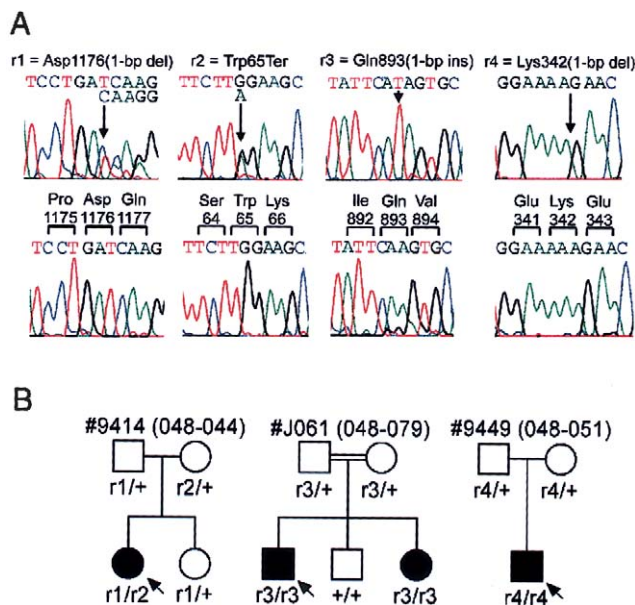 A
r1 = Asp1176(1-bp del) r2 = Trp65Ter r3 = Gln893(1-bp ins) r4 = Lys342(1-bp del)
TCCTGATCAAG TTCTTGGAAGC TATTCATAGTGC GGAAAAGAAC
CAAGG A
Pro Asp Gln Ser Trp Lys Ile Gln Val Glu Lys Glu
1175 1176 1177 64 65 66 892 893 894 341 342 343
TCCTGATCAAG TTCTTGGAAGC TATTCAAGTGC GGAAAAAGAAC
B
#9414 (048-044) #J061 (048-079) #9449 (048-051)
r1/+ r2/+ r3/+ r3/+ r4/+ r4/+
r1/r2 r1/+ r3/r3 +/+ r3/r3 r4/r4